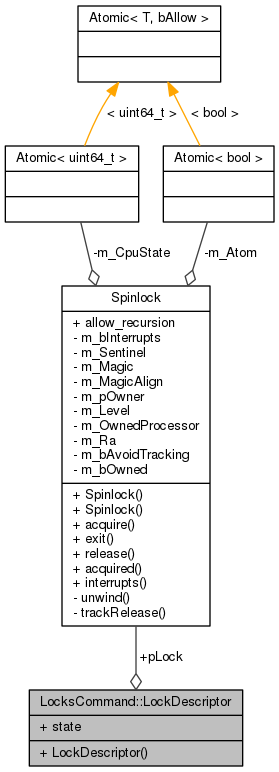 Atomic< T, bAllow >
< uint64_t >
< bool >
Atomic< uint64_t >
Atomic< bool >
-m_CpuState
-m_Atom
Spinlock
+ allow_recursion
- m_bInterrupts
- m_Sentinel
- m_Magic
- m_MagicAlign
- m_pOwner
- m_Level
- m_OwnedProcessor
- m_Ra
- m_bAvoidTracking
- m_bOwned
+ Spinlock()
+ Spinlock()
+ acquire()
+ exit()
+ release()
+ acquired()
+ interrupts()
- unwind()
- trackRelease()
+pLock
LocksCommand::LockDescriptor
+ state
+ LockDescriptor()